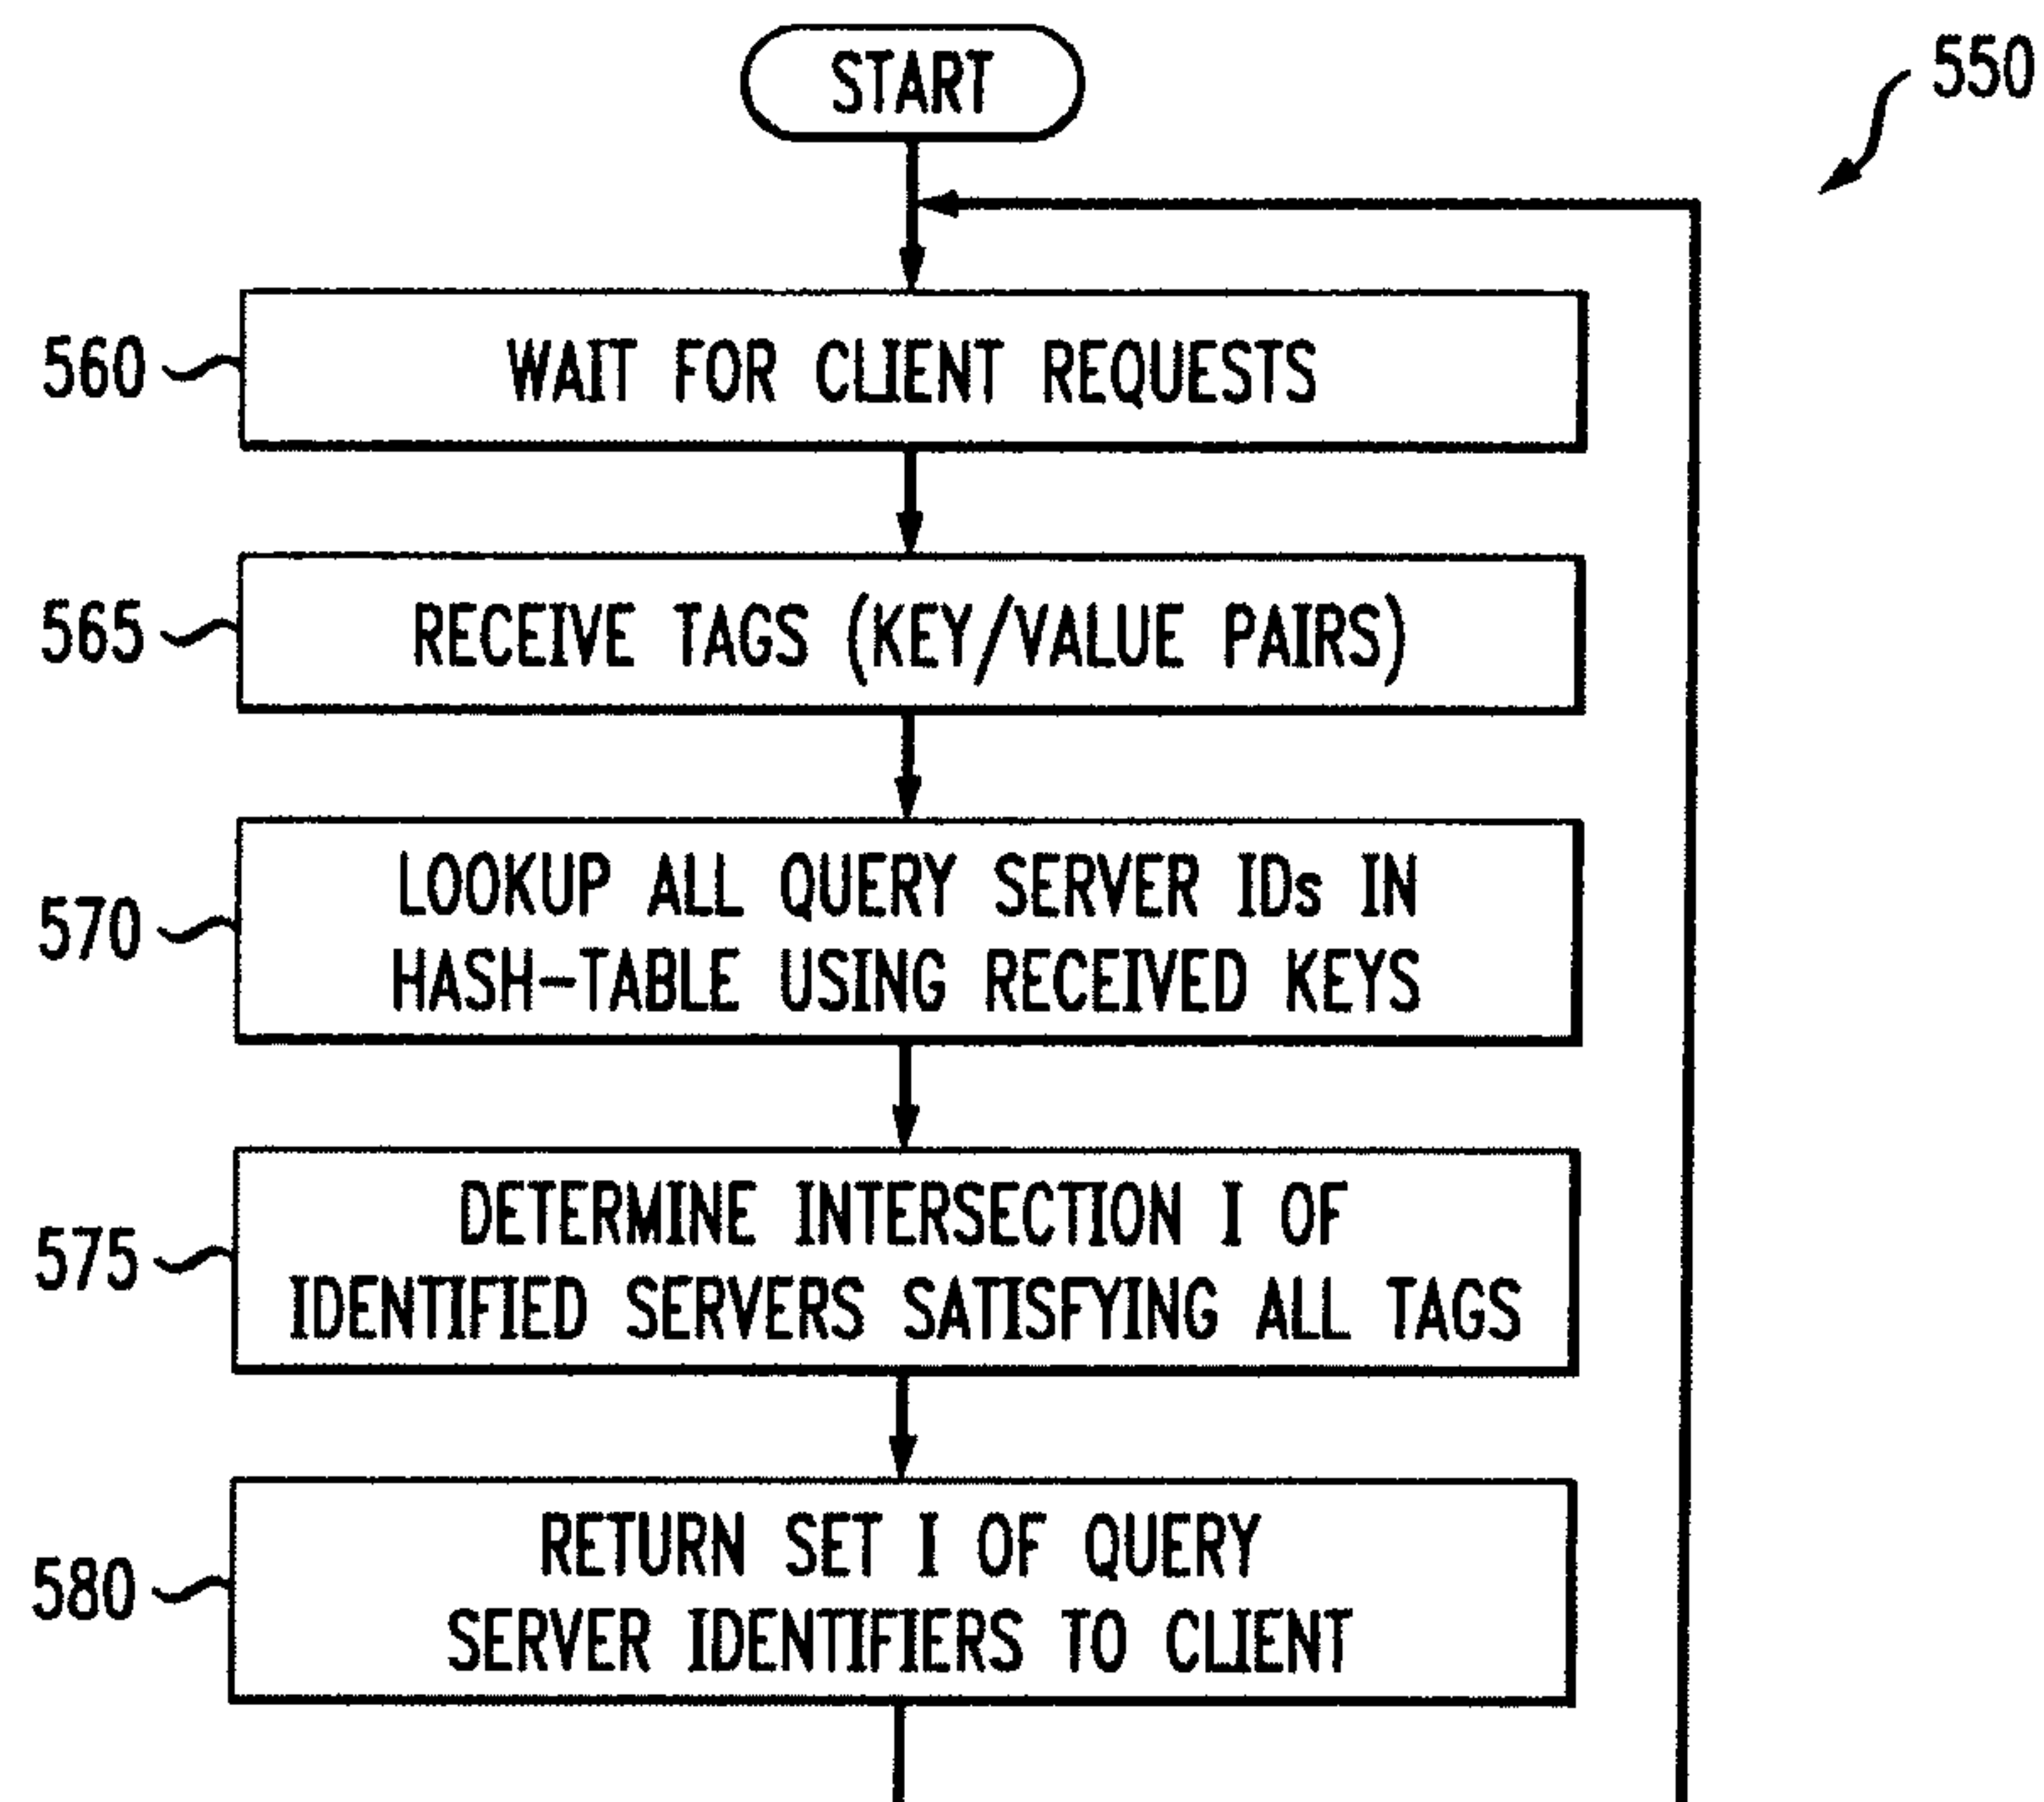 START
550
560
WAIT FOR CLIENT REQUESTS
565
RECEIVE TAGS (KEY/VALUE PAIRS)
570
LOOKUP ALL QUERY SERVER IDs IN
HASH-TABLE USING RECEIVED KEYS
575
DETERMINE INTERSECTION I OF
IDENTIFIED SERVERS SATISFYING ALL TAGS
580
RETURN SET I OF QUERY
SERVER IDENTIFIERS TO CLIENT